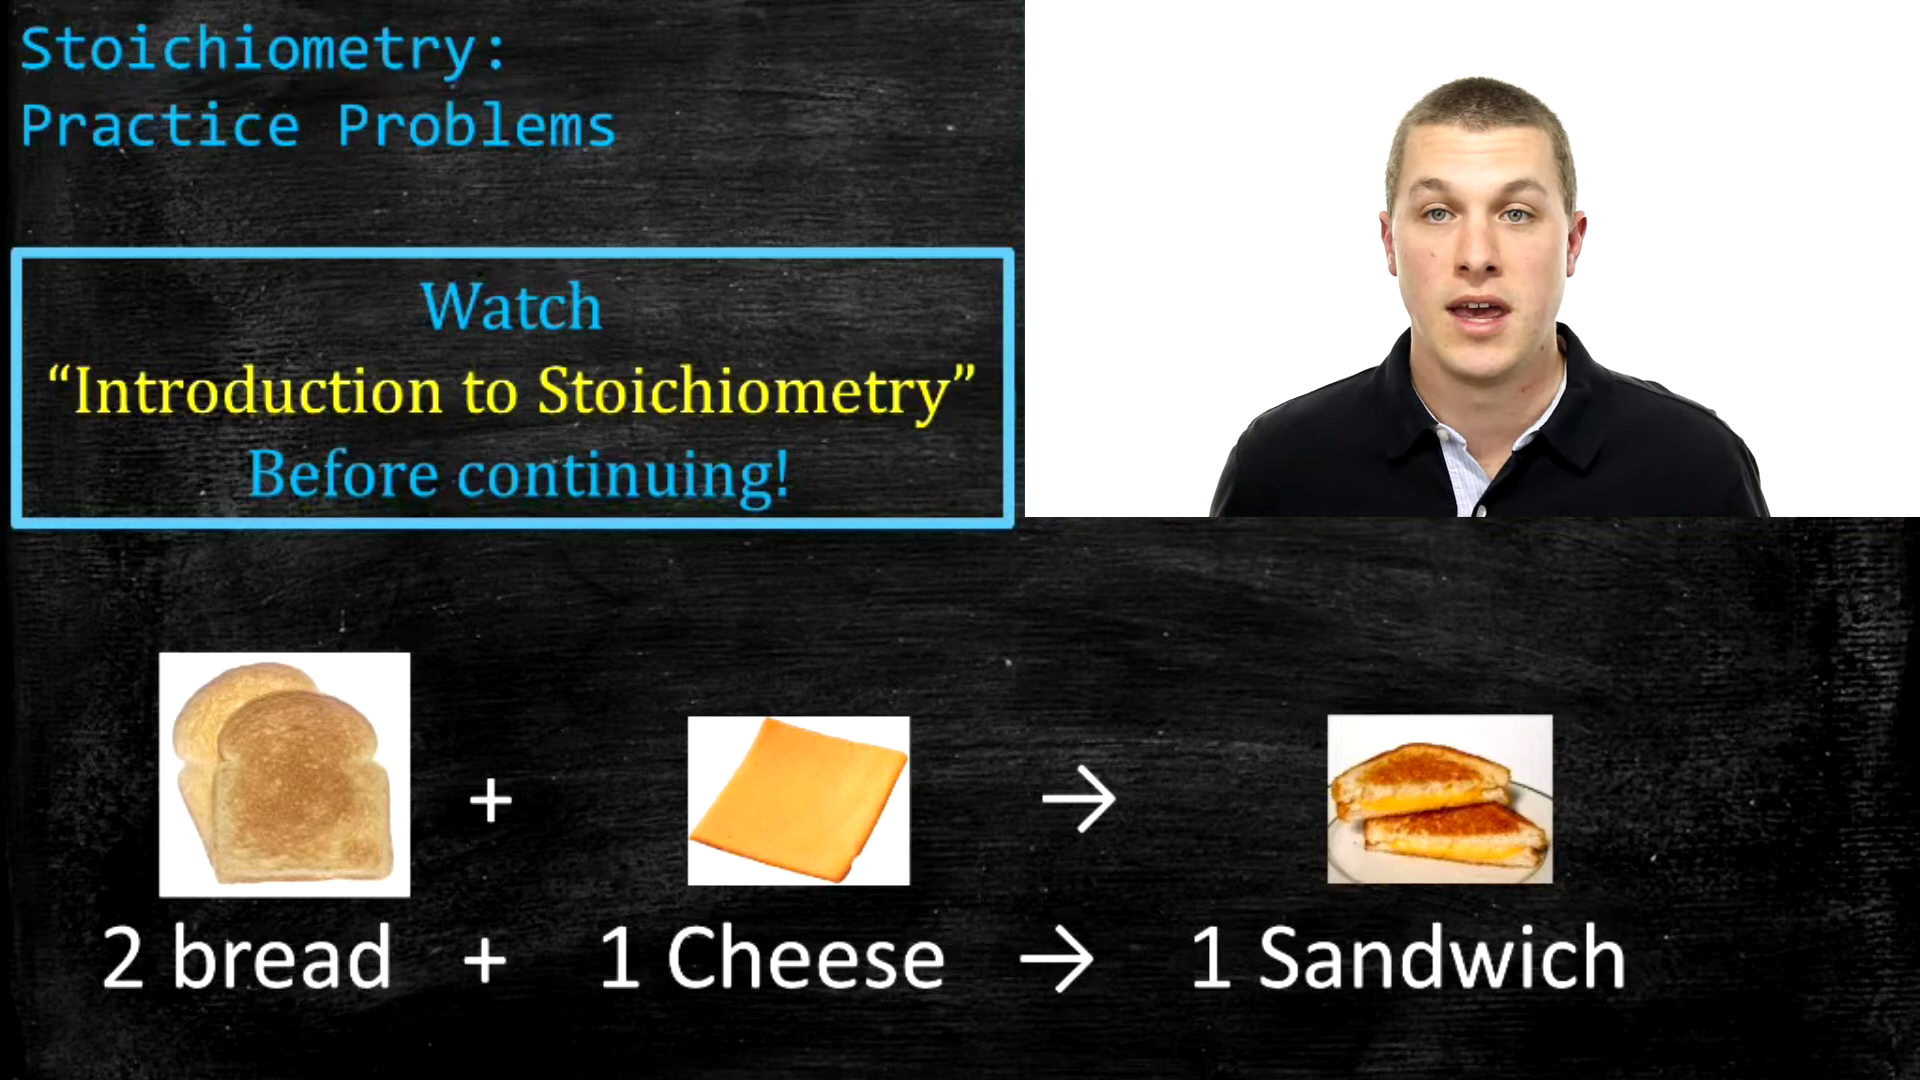 Stoichiometry:
Practice Problems
Watch
“Introduction to Stoichiometry”
Before continuing!
+ →
2 bread + 1 Cheese → 1 Sandwich